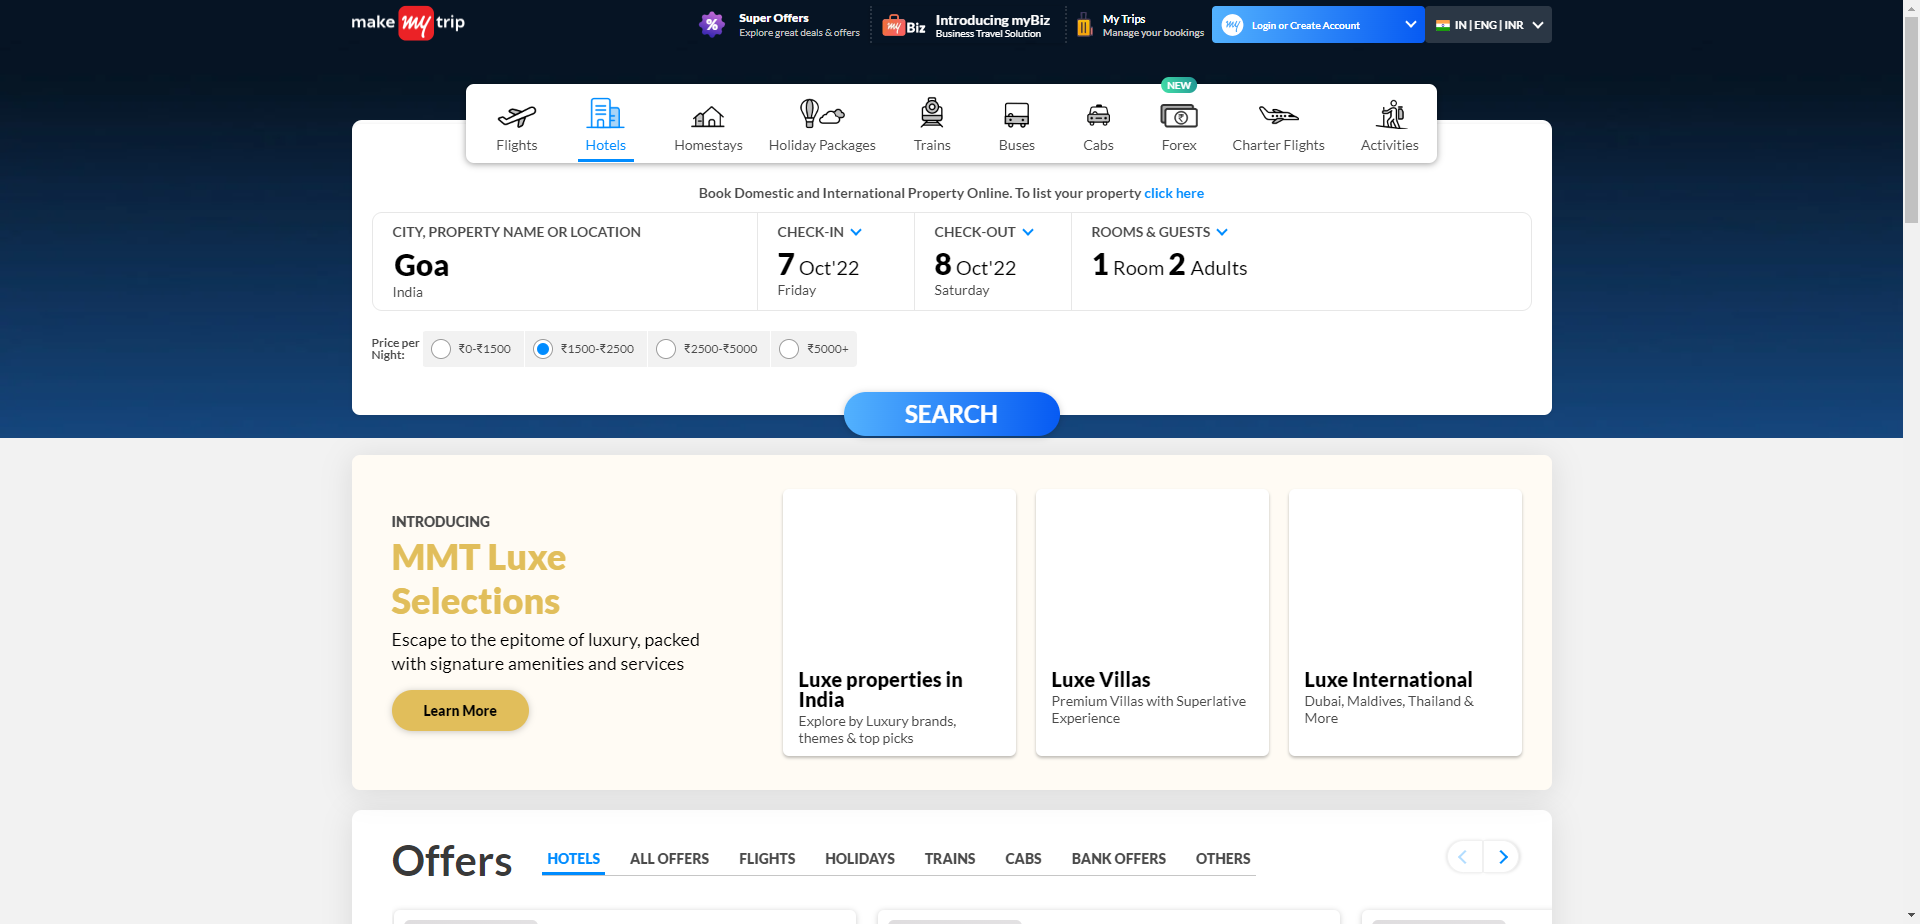 make my trip
Super Offers
Explore great deals & offers
my Biz
Introducing myBiz
Business Travel Solution
My Trips
Manage your bookings
my Login or Create Account
IN | ENG | INR
NEW
Flights
Hotels
Homestays
Holiday Packages
Trains
Buses
Cabs
Forex
Charter Flights
Activities
Book Domestic and International Property Online. To list your property click here
CITY, PROPERTY NAME OR LOCATION
Goa
India
CHECK-IN
7 Oct'22
Friday
CHECK-OUT
8 Oct'22
Saturday
ROOMS & GUESTS
1 Room 2 Adults
Price per
Night:
₹0-₹1500
₹1500-₹2500
₹2500-₹5000
₹5000+
SEARCH
INTRODUCING
MMT Luxe
Selections
Escape to the epitome of luxury, packed
with signature amenities and services
Learn More
Luxe properties in
India
Explore by Luxury brands,
themes & top picks
Luxe Villas
Premium Villas with Superlative
Experience
Luxe International
Dubai, Maldives, Thailand &
More
Offers
HOTELS
ALL OFFERS
FLIGHTS
HOLIDAYS
TRAINS
CABS
BANK OFFERS
OTHERS